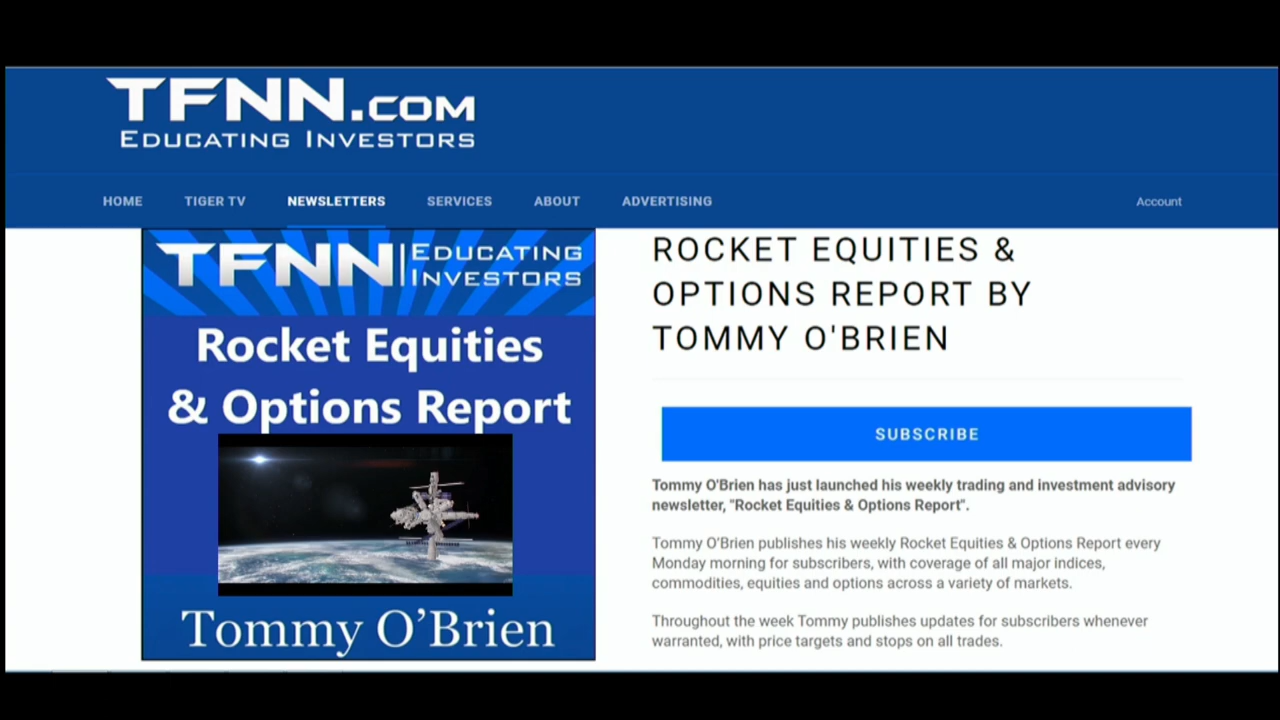 TFNN.COM
EDUCATING INVESTORS
HOME TIGER TV NEWSLETTERS SERVICES ABOUT ADVERTISING Account
TFNN EDUCATING
INVESTORS
Rocket Equities
& Options Report
Tommy O’Brien
ROCKET EQUITIES &
OPTIONS REPORT BY
TOMMY O'BRIEN
SUBSCRIBE
Tommy O'Brien has just launched his weekly trading and investment advisory
newsletter, "Rocket Equities & Options Report".
Tommy O'Brien publishes his weekly Rocket Equities & Options Report every
Monday morning for subscribers, with coverage of all major indices,
commodities, equities and options across a variety of markets.
Throughout the week Tommy publishes updates for subscribers whenever
warranted, with price targets and stops on all trades.